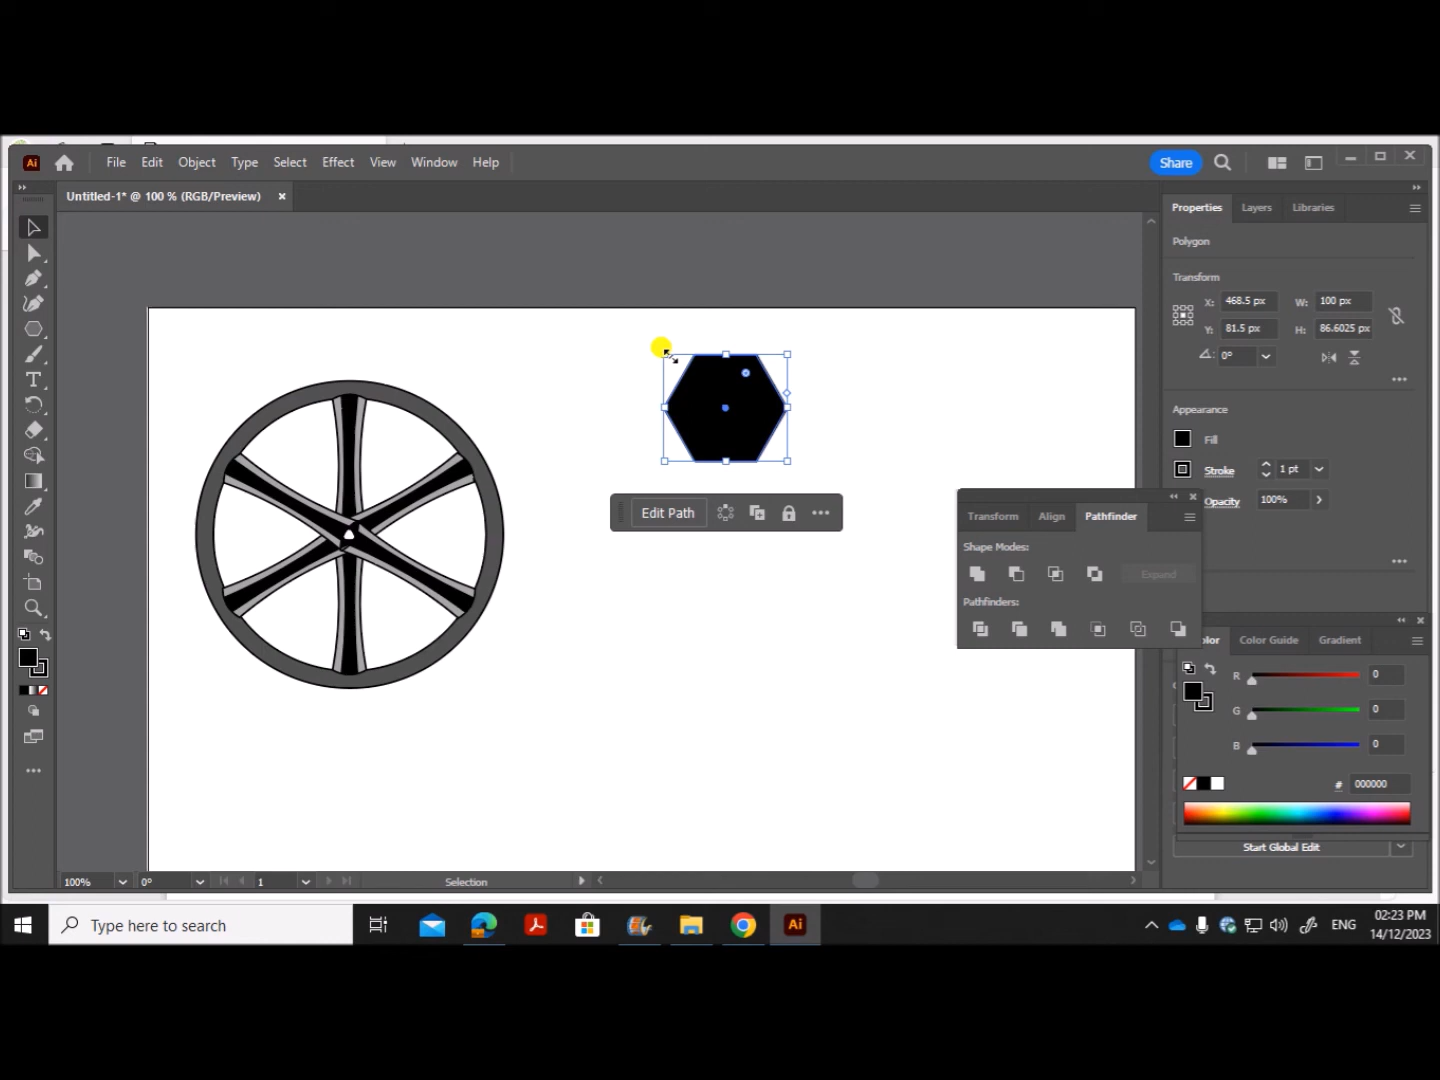 Ai File Edit Object Type Select Effect View Window Help Share
Untitled-1* @ 100 % (RGB/Preview) ×
Properties Layers Libraries
Polygon
Transform
X: 468.5 px W: 100 px
Y: 81.5 px H: 86.6025 px
0°
Appearance
Fill
Stroke 1 pt
Opacity 100%
Edit Path
Transform Align Pathfinder
Shape Modes:
Expand
Pathfinders:
Color Guide Gradient
R 0
G 0
B 0
# 000000
Start Global Edit
100% 0° 1 Selection
Type here to search
Ai
ENG
02:23 PM
14/12/2023